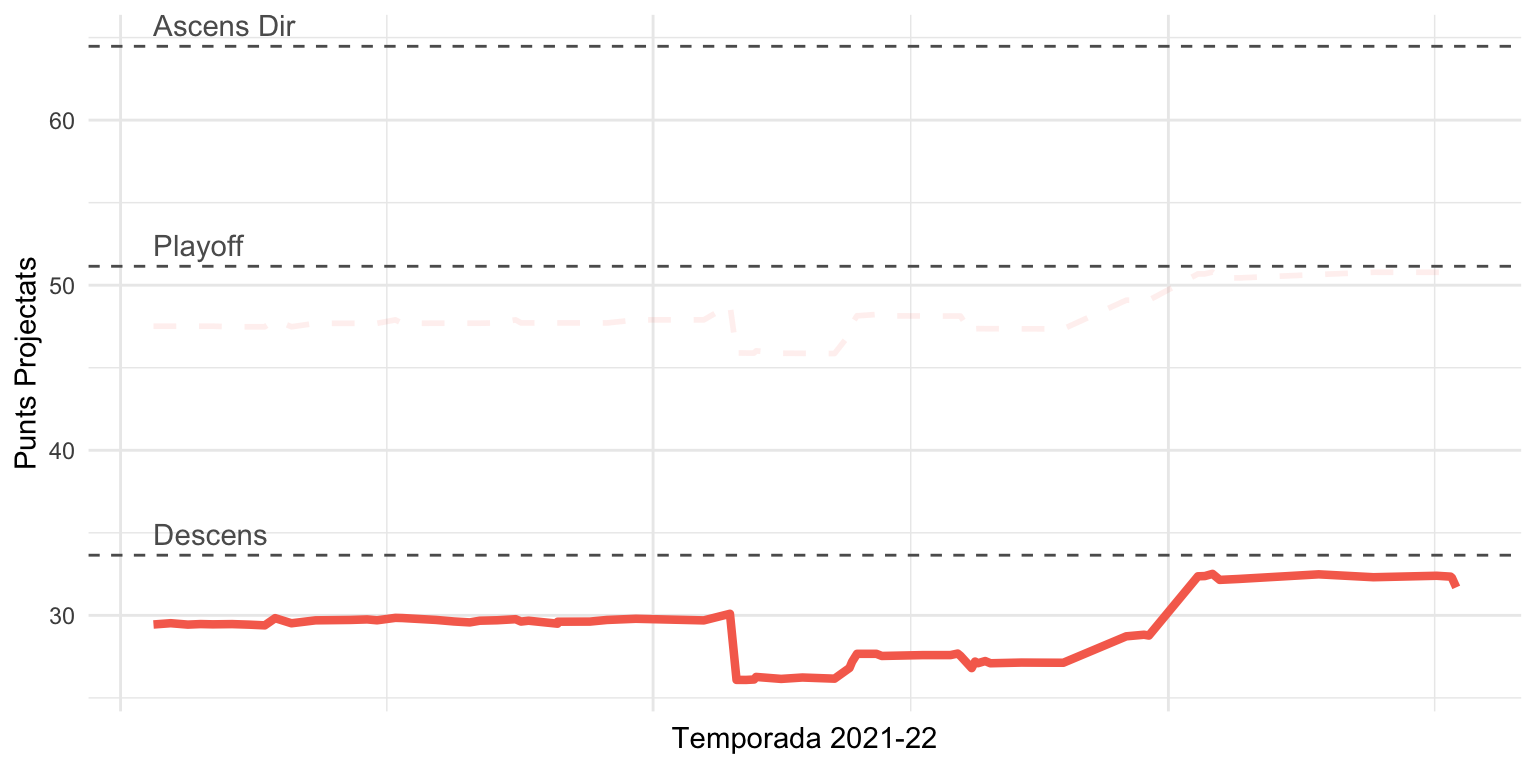 Ascens Dir
60
Playoff
50
Punts Projectats
40
Descens
30
Temporada 2021-22